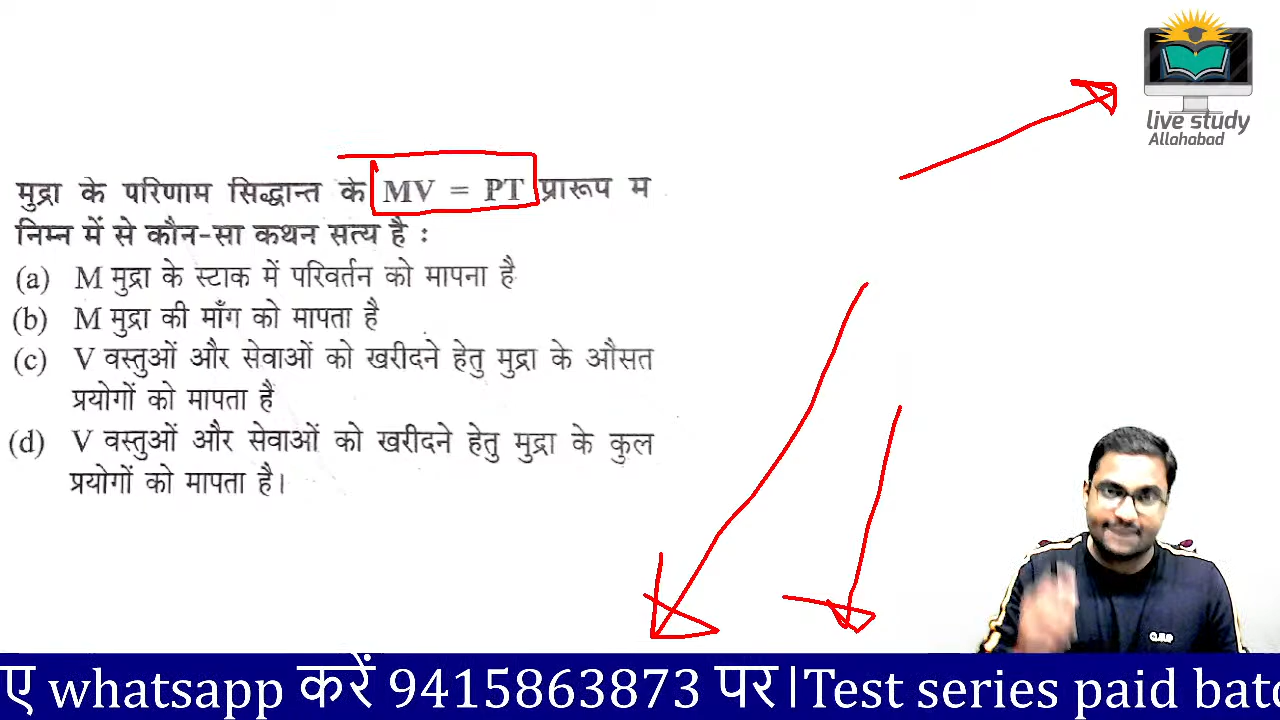 live study
Allahabad
मुद्रा के परिणाम सिद्धान्त के MV = PT प्रारूप म
निम्न में से कौन-सा कथन सत्य है :
(a) M मुद्रा के स्टाक में परिवर्तन को मापना है
(b) M मुद्रा की माँग को मापता है
(c) V वस्तुओं और सेवाओं को खरीदने हेतु मुद्रा के औसत
प्रयोगों को मापता है
(d) V वस्तुओं और सेवाओं को खरीदने हेतु मुद्रा के कुल
प्रयोगों को मापता है।
ए whatsapp करें 9415863873 पर।Test series paid batc